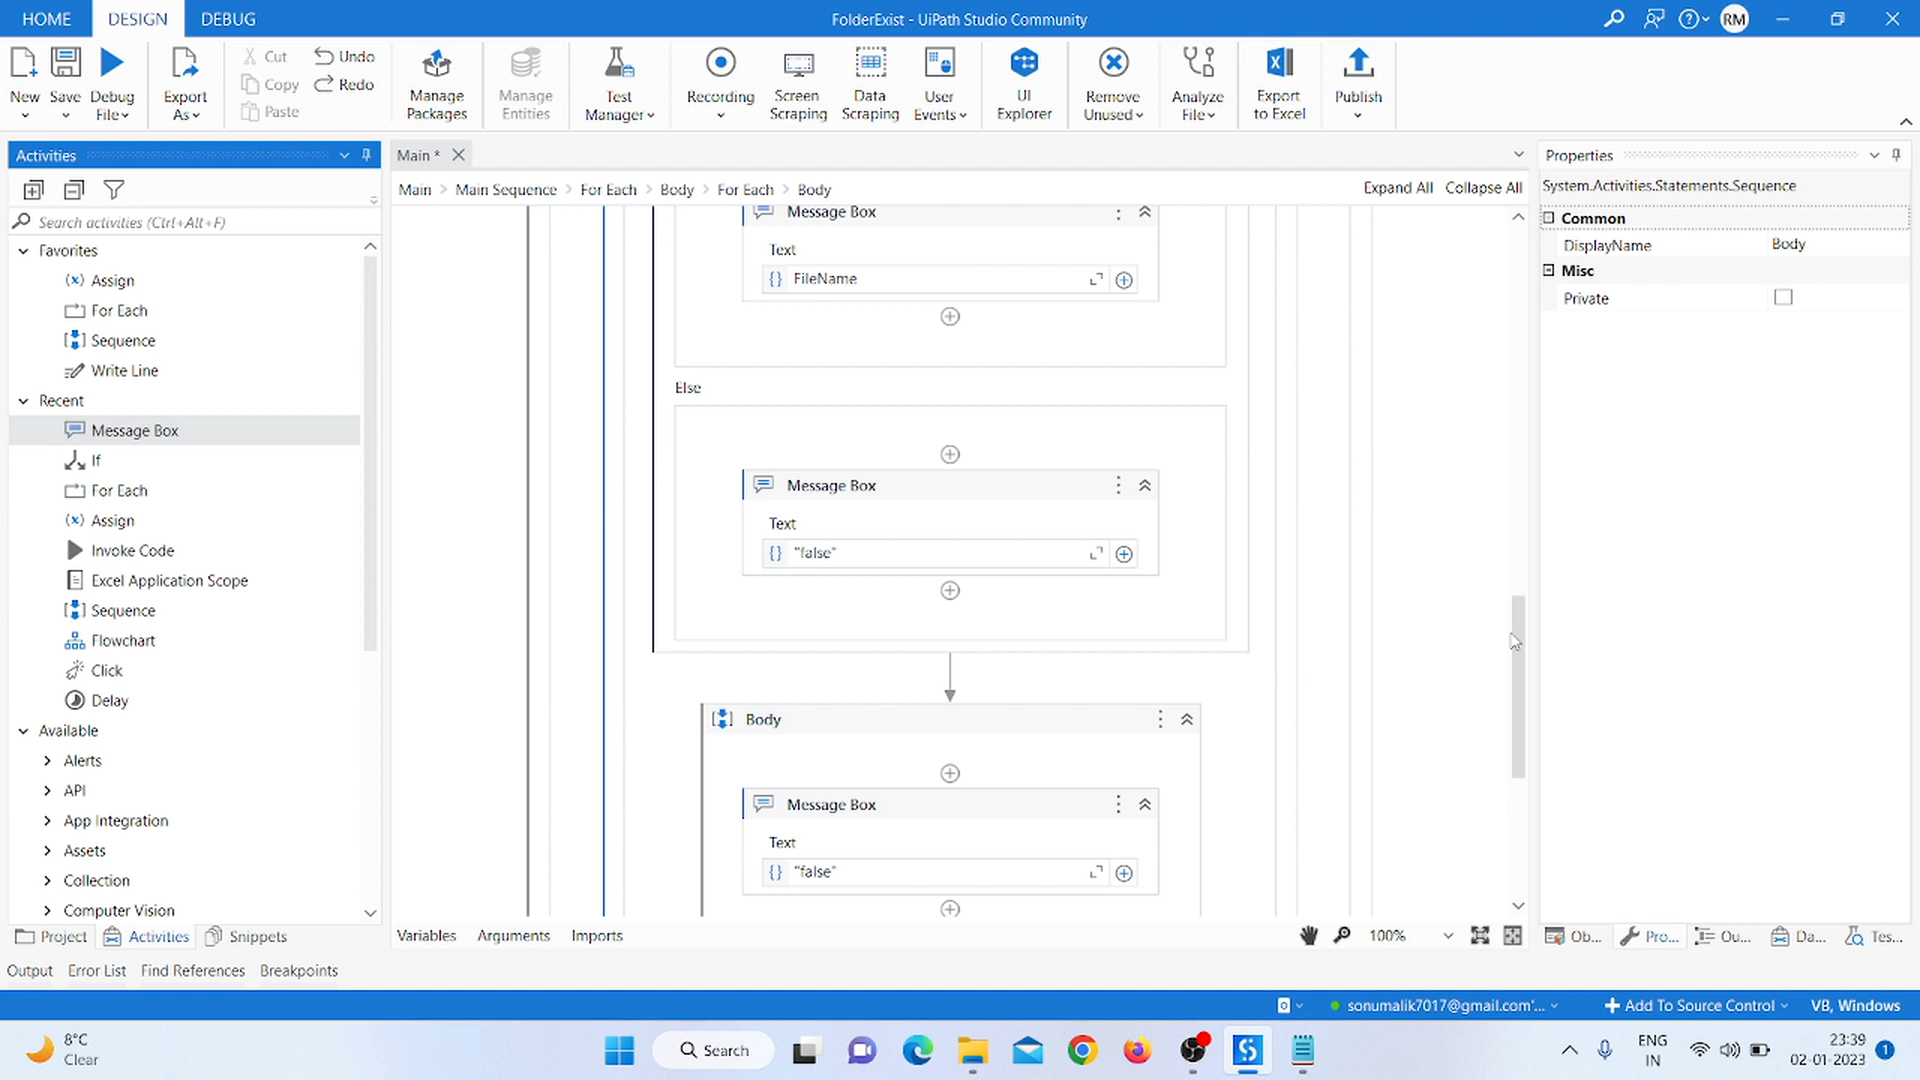 HOME DESIGN DEBUG
FolderExist - UiPath Studio Community
RM
New Save Debug File Export As
Cut Copy Paste Undo Redo
Manage Packages Manage Entities Test Manager
Recording Screen Scraping Data Scraping User Events UI Explorer
Remove Unused Analyze File Export to Excel Publish
Activities
Search activities (Ctrl+Alt+F)
Favorites
Assign
For Each
Sequence
Write Line
Recent
Message Box
If
For Each
Assign
Invoke Code
Excel Application Scope
Sequence
Flowchart
Click
Delay
Available
Alerts
API
App Integration
Assets
Collection
Computer Vision
Project Activities Snippets
Main *
Main > Main Sequence > For Each > Body > For Each > Body
Expand All Collapse All
Message Box
Text
{} FileName
Else
Message Box
Text
{} "false"
Body
Message Box
Text
{} "false"
Variables Arguments Imports
100%
Properties
System.Activities.Statements.Sequence
Common
DisplayName Body
Misc
Private
Ob... Pro... Ou... Da... Tes...
Output Error List Find References Breakpoints
sonumalik7017@gmail.com'...
Add To Source Control
VB, Windows
8°C
Clear
Search
ENG
IN
23:39
02-01-2023
1